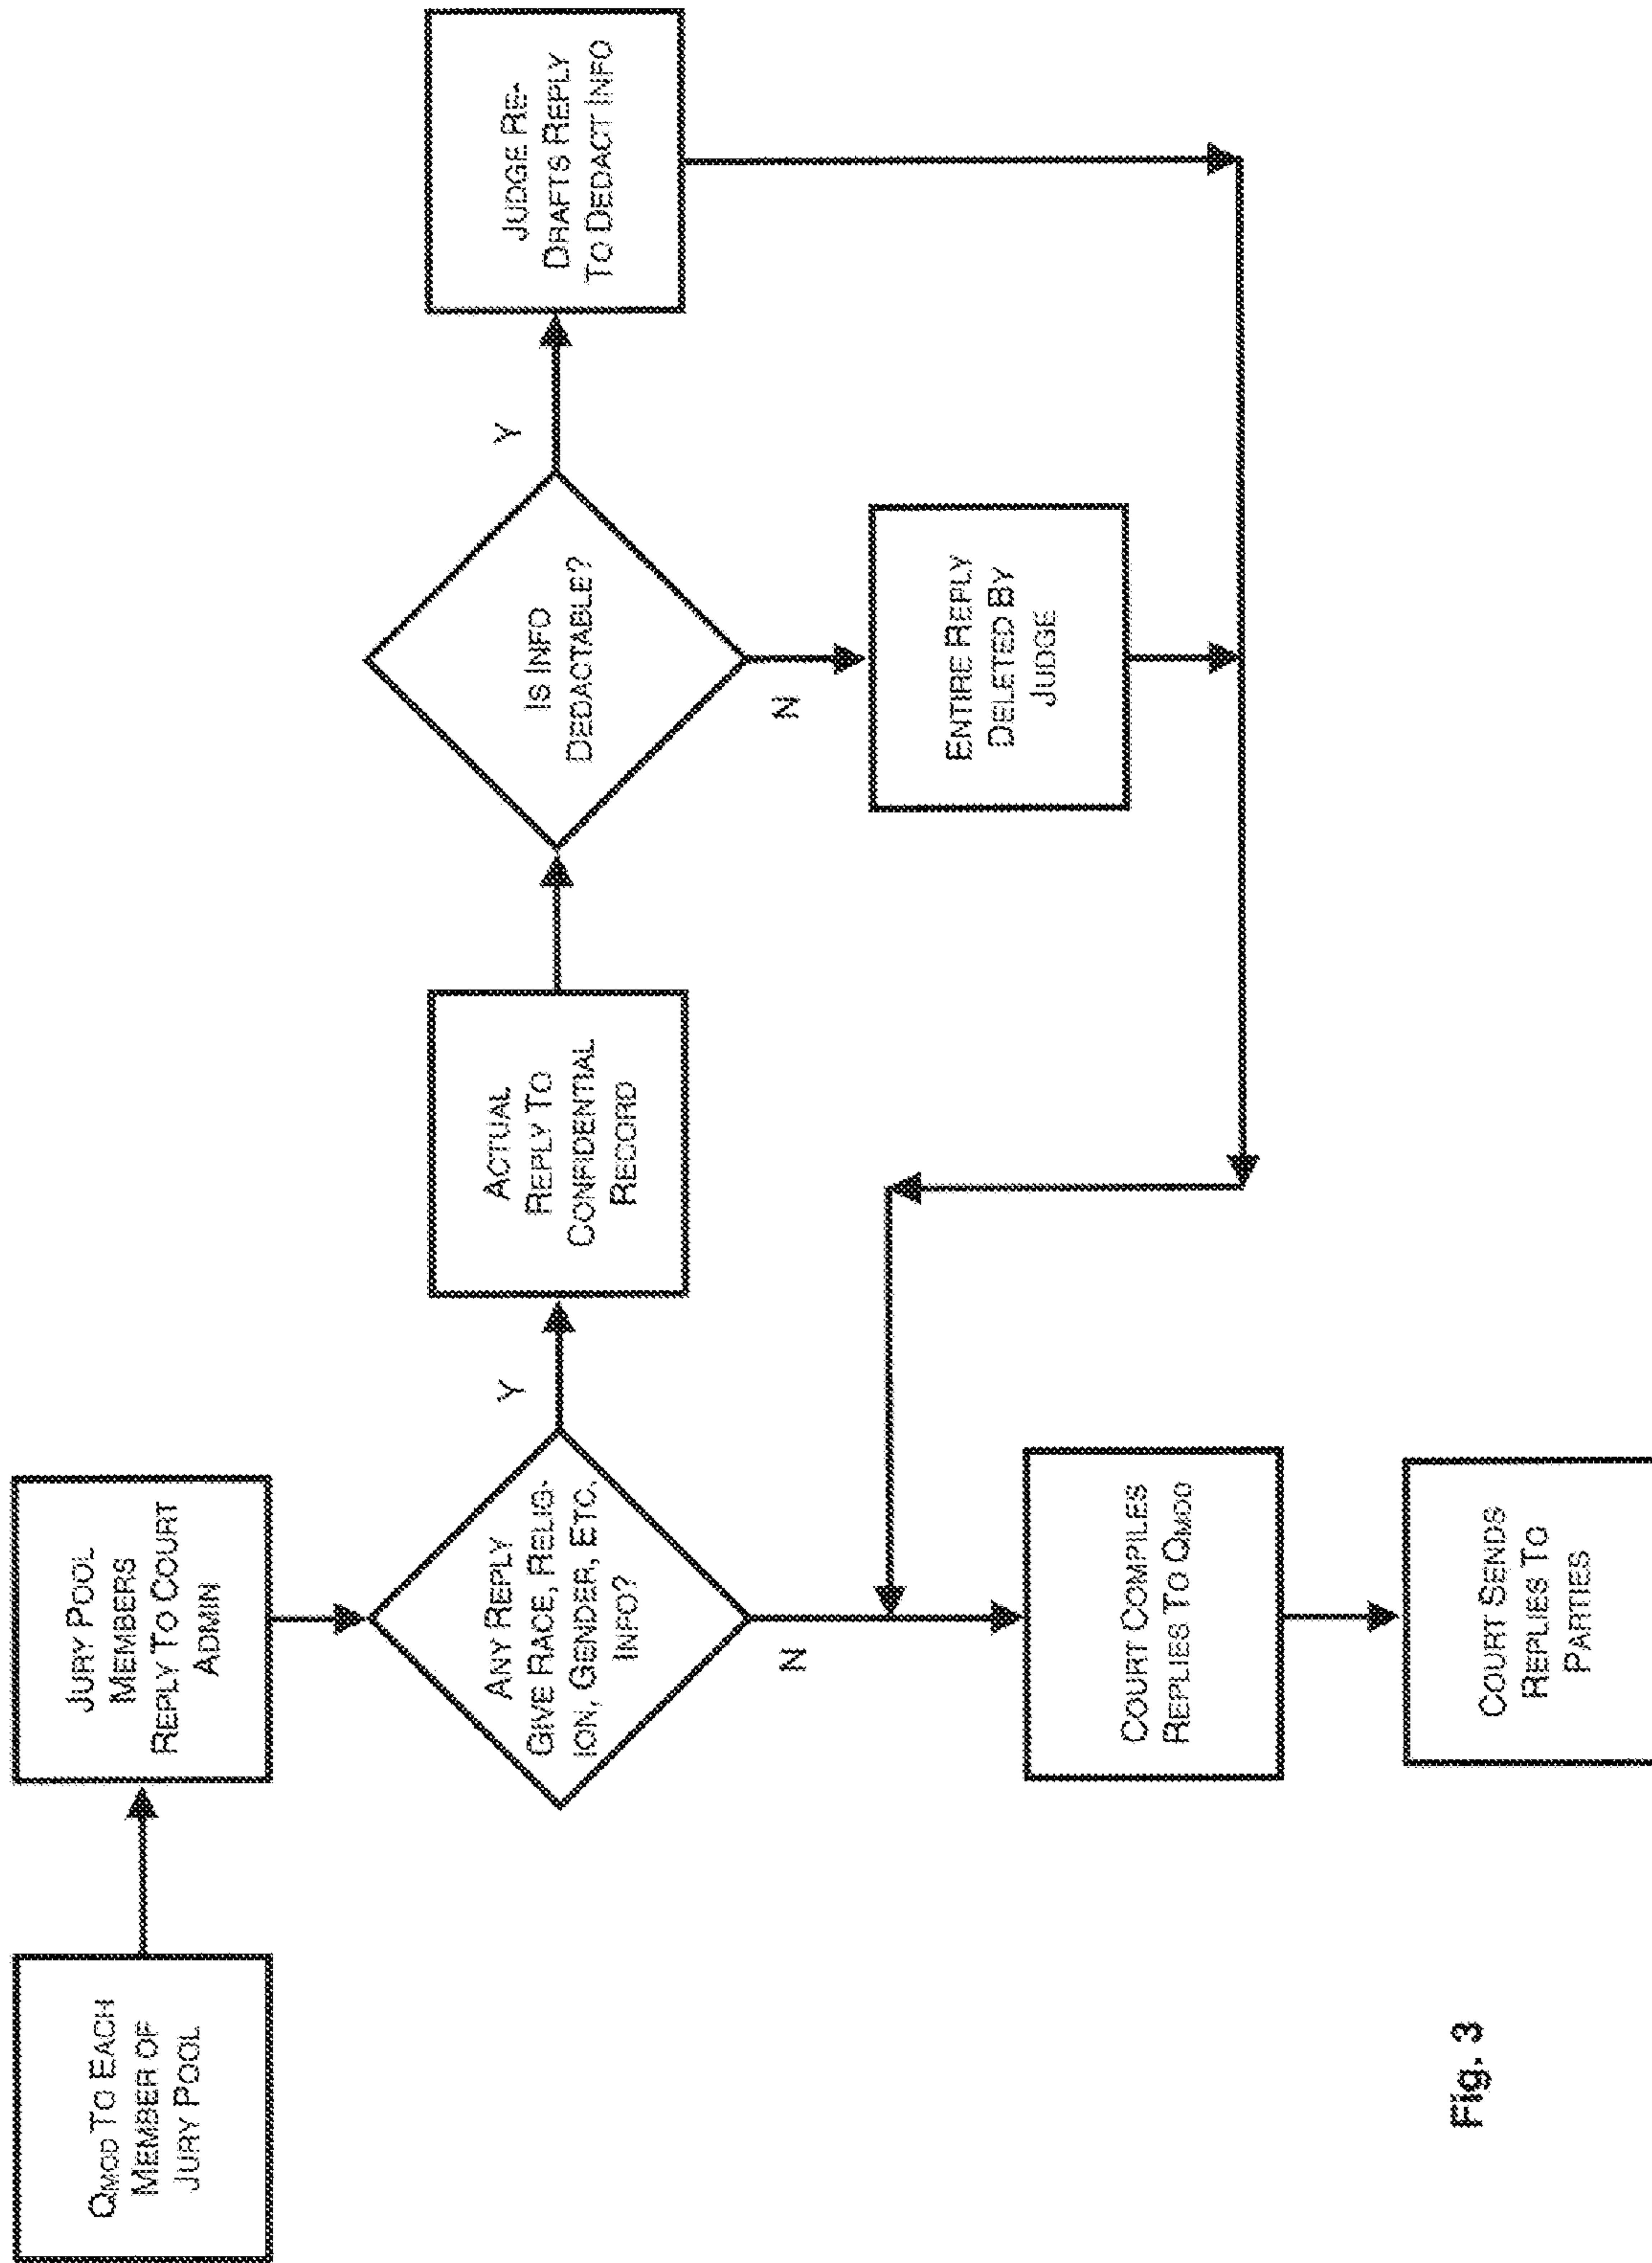 QMOD TO EACH
MEMBER OF
JURY POOL
JURY POOL
MEMBERS
REPLY TO COURT
ADMIN
ANY REPLY
GIVE RACE, RELIG-
ION, GENDER, ETC.
INFO?
Y
N
ACTUAL
REPLY TO
CONFIDENTIAL
RECORD
IS INFO
DEDACTABLE?
Y
N
JUDGE RE-
DRAFTS REPLY
TO DEDACT INFO
ENTIRE REPLY
DELETED BY
JUDGE
COURT COMPILES
REPLIES TO QMOD
COURT SENDS
REPLIES TO
PARTIES
Fig. 3